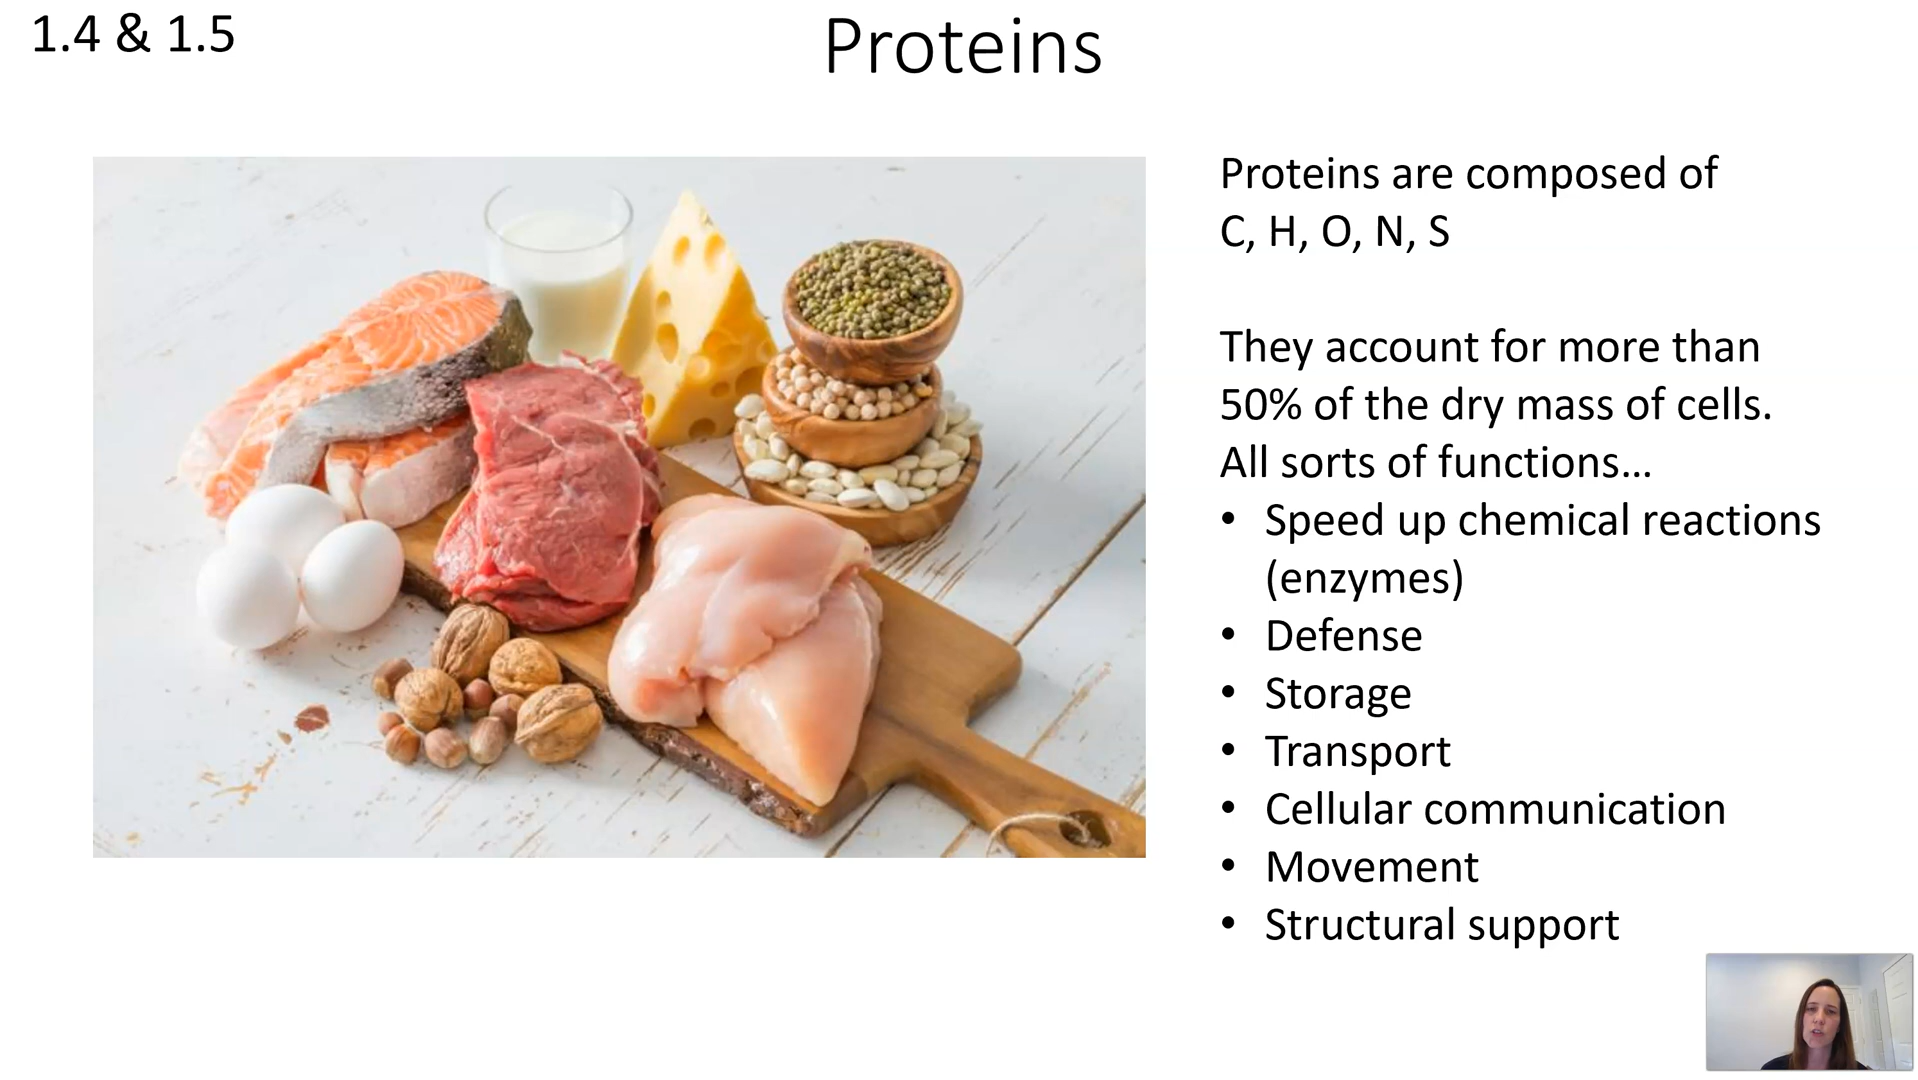 1.4 & 1.5
Proteins
Proteins are composed of
C, H, O, N, S
They account for more than
50% of the dry mass of cells.
All sorts of functions…
• Speed up chemical reactions
(enzymes)
• Defense
• Storage
• Transport
• Cellular communication
• Movement
• Structural support